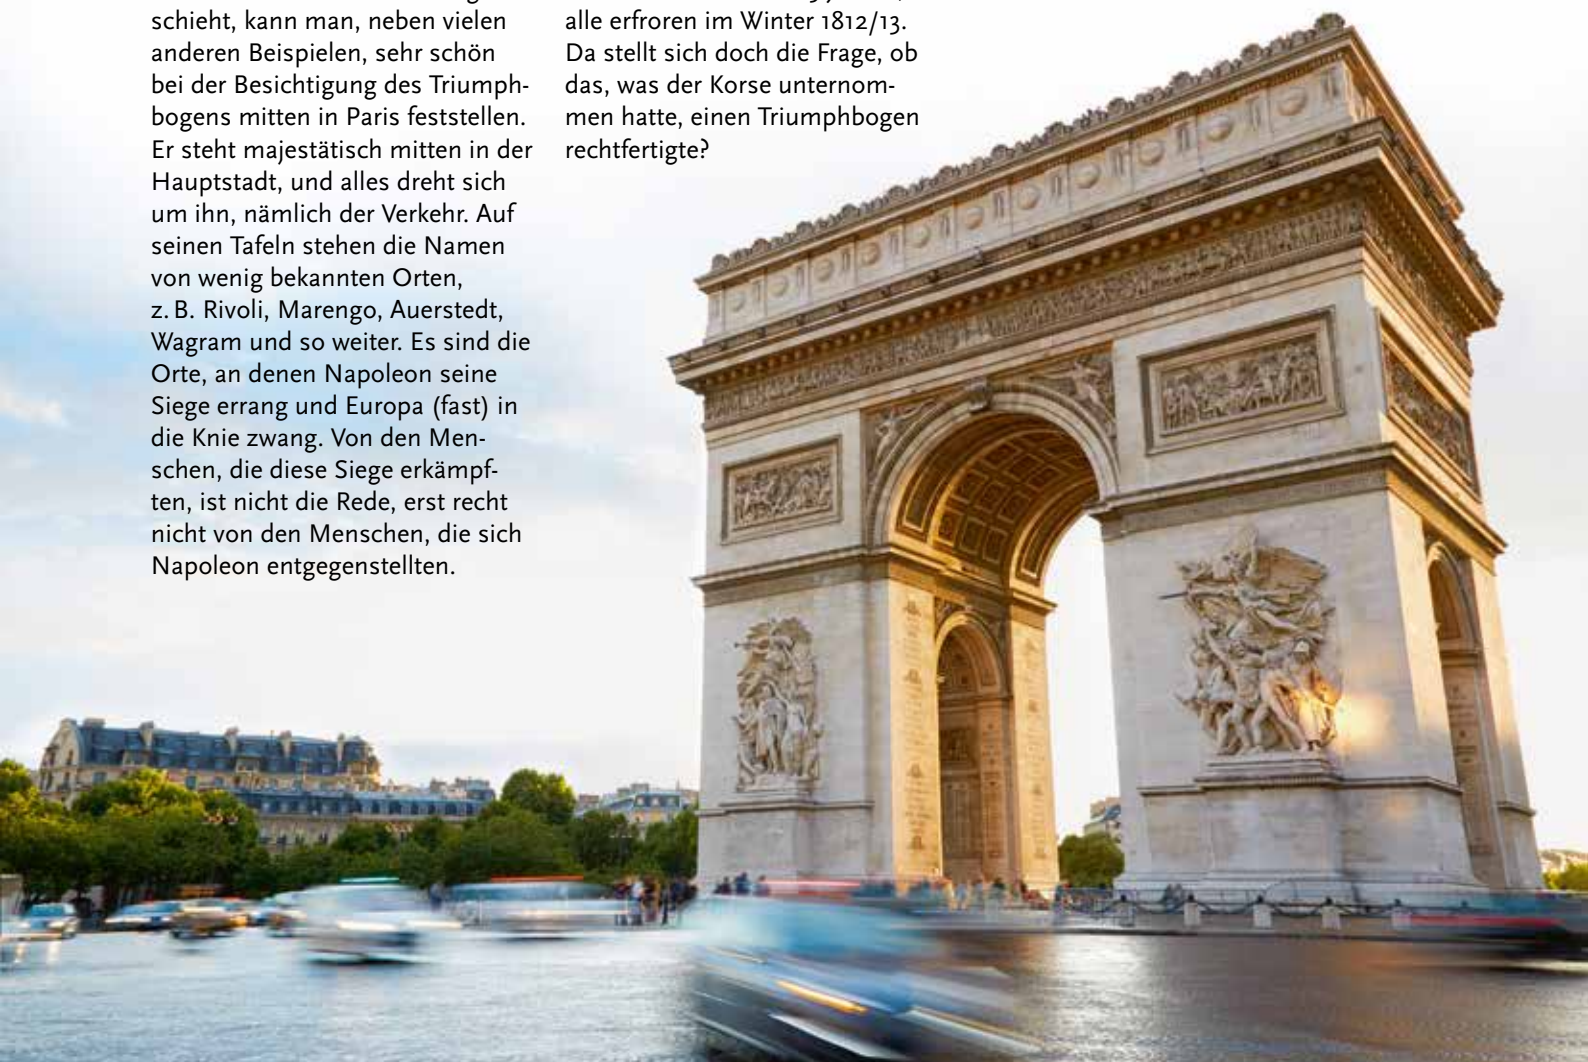 schieht, kann man, neben vielen
anderen Beispielen, sehr schön
bei der Besichtigung des Triumph-
bogens mitten in Paris feststellen.
Er steht majestätisch mitten in der
Hauptstadt, und alles dreht sich
um ihn, nämlich der Verkehr. Auf
seinen Tafeln stehen die Namen
von wenig bekannten Orten,
z. B. Rivoli, Marengo, Auerstedt,
Wagram und so weiter. Es sind die
Orte, an denen Napoleon seine
Siege errang und Europa (fast) in
die Knie zwang. Von den Men-
schen, die diese Siege erkämpf-
ten, ist nicht die Rede, erst recht
nicht von den Menschen, die sich
Napoleon entgegenstellten.
alle erfroren im Winter 1812/13.
Da stellt sich doch die Frage, ob
das, was der Korse unternom-
men hatte, einen Triumphbogen
rechtfertigte?